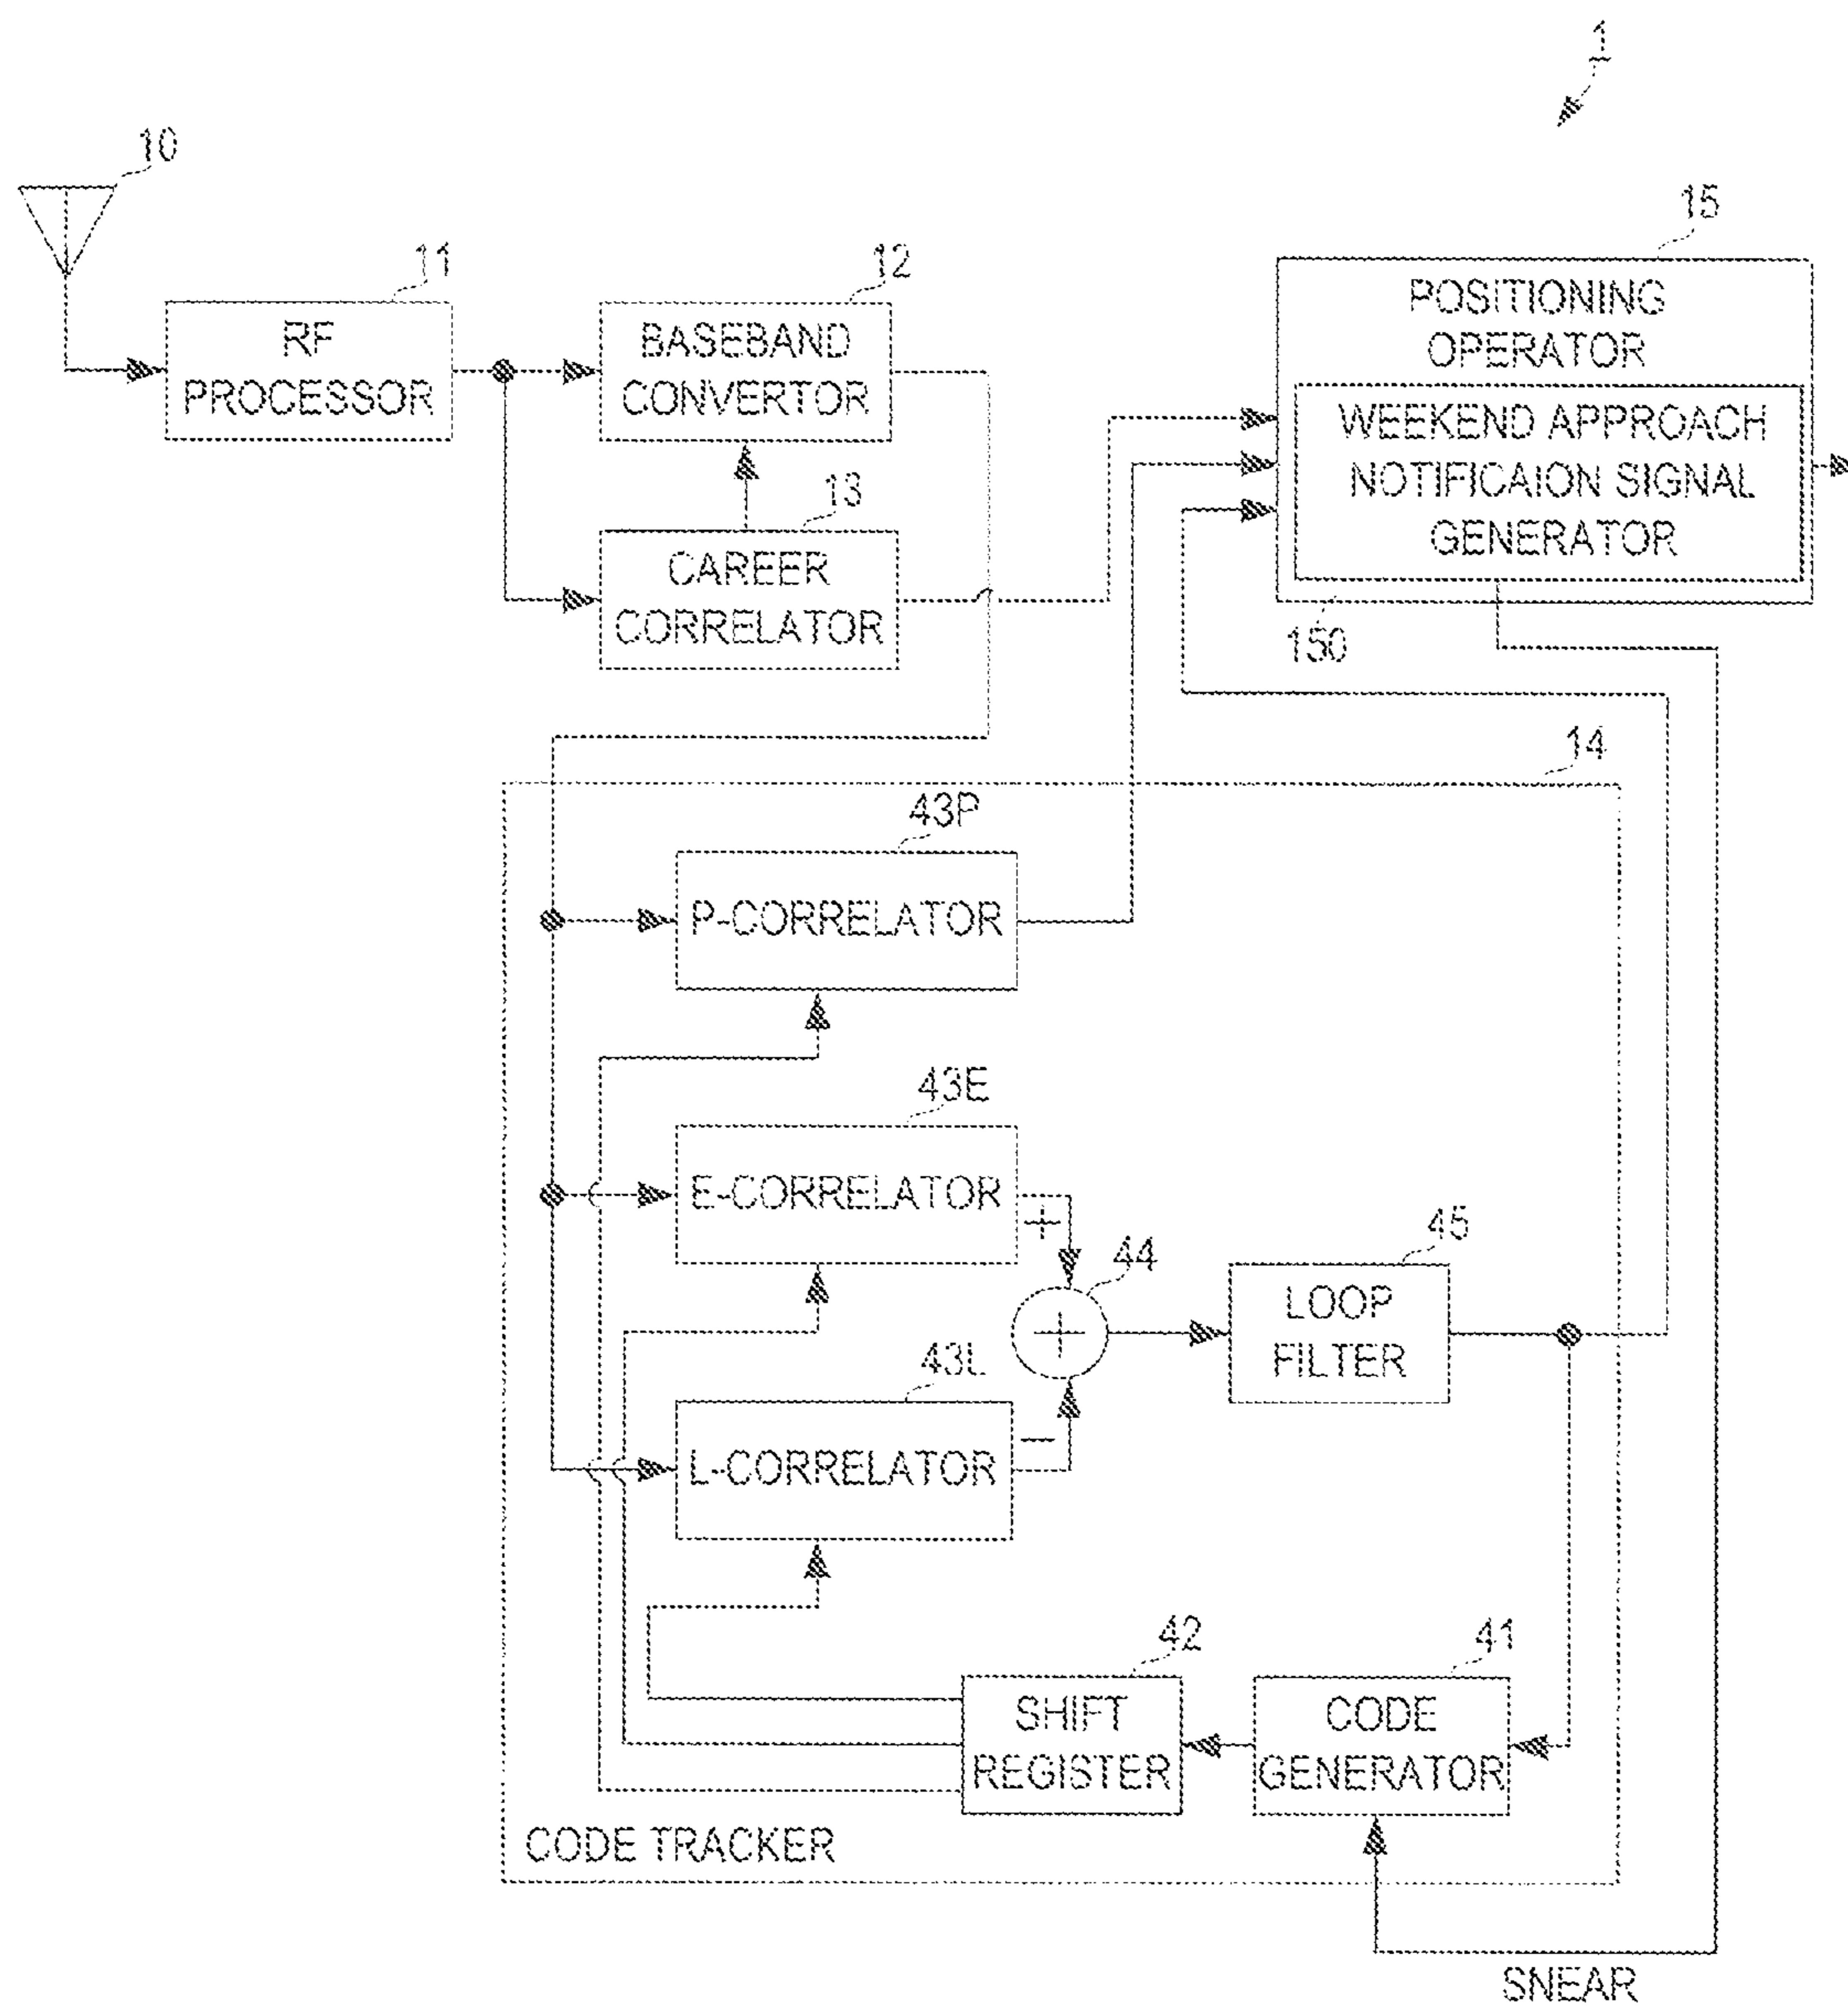 1
10
11
RF
PROCESSOR
12
BASEBAND
CONVERTOR
13
CAREER
CORRELATOR
15
POSITIONING
OPERATOR
WEEKEND APPROACH
NOTIFICAION SIGNAL
GENERATOR
150
14
43P
P-CORRELATOR
43E
E-CORRELATOR
+
44
+
45
LOOP
FILTER
43L
L-CORRELATOR
−
42
SHIFT
REGISTER
41
CODE
GENERATOR
CODE TRACKER
SNEAR